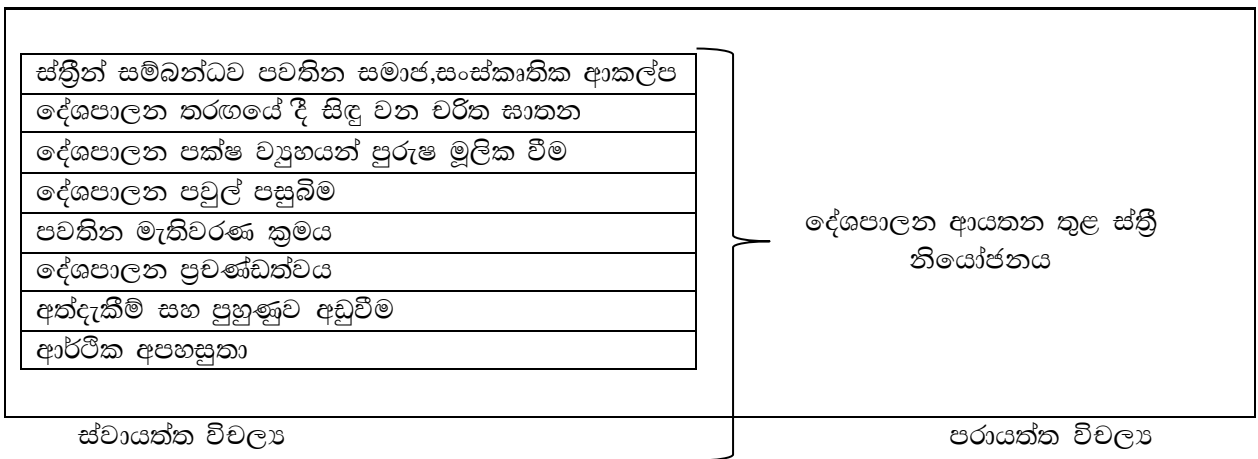 ස්ත්‍රීන් සම්බන්ධව පවතින සමාජ,සංස්කෘතික ආකල්ප
දේශපාලන තරඟයේ දී සිදු වන චරිත ඝාතන
දේශපාලන පක්ෂ ව්‍යුහයන් පුරුෂ මූලික වීම
දේශපාලන පවුල් පසුබිම
පවතින මැතිවරණ ක්‍රමය
දේශපාලන ප්‍රචණ්ඩත්වය
අත්දැකීම් සහ පුහුණුව අඩුවීම
ආර්ථික අපහසුතා
දේශපාලන ආයතන තුළ ස්ත්‍රී
නියෝජනය
ස්වායත්ත විචල්‍ය
පරායත්ත විචල්‍ය